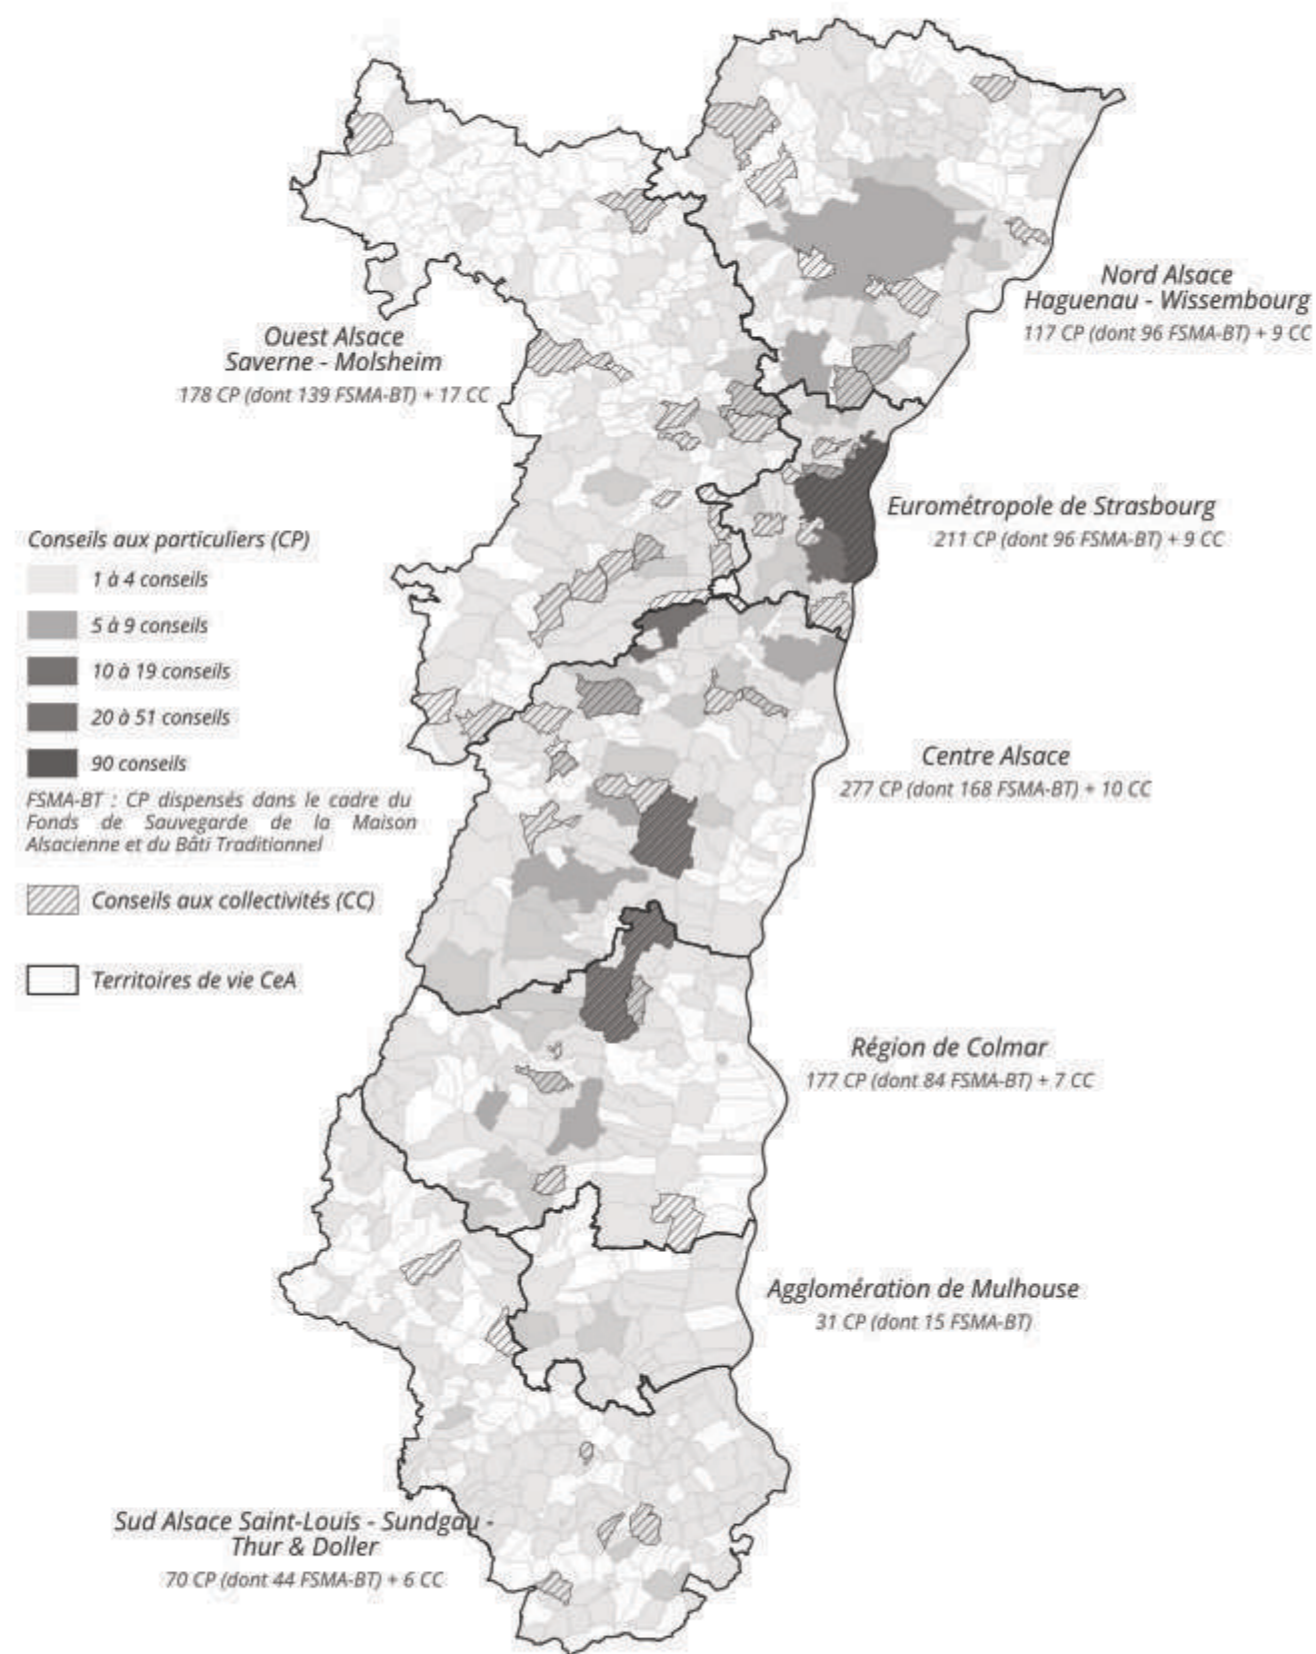 Nord Alsace
Haguenau - Wissembourg
117 CP (dont 96 FSMA-BT) + 9 CC
Ouest Alsace
Saverne - Molsheim
178 CP (dont 139 FSMA-BT) + 17 CC
Eurométropole de Strasbourg
211 CP (dont 96 FSMA-BT) + 9 CC
Conseils aux particuliers (CP)
1 à 4 conseils
5 à 9 conseils
10 à 19 conseils
20 à 51 conseils
90 conseils
FSMA-BT : CP dispensés dans le cadre du
Fonds de Sauvegarde de la Maison
Alsacienne et du Bâti Traditionnel
Conseils aux collectivités (CC)
Territoires de vie CeA
Centre Alsace
277 CP (dont 168 FSMA-BT) + 10 CC
Région de Colmar
177 CP (dont 84 FSMA-BT) + 7 CC
Agglomération de Mulhouse
31 CP (dont 15 FSMA-BT)
Sud Alsace Saint-Louis - Sundgau -
Thur & Doller
70 CP (dont 44 FSMA-BT) + 6 CC